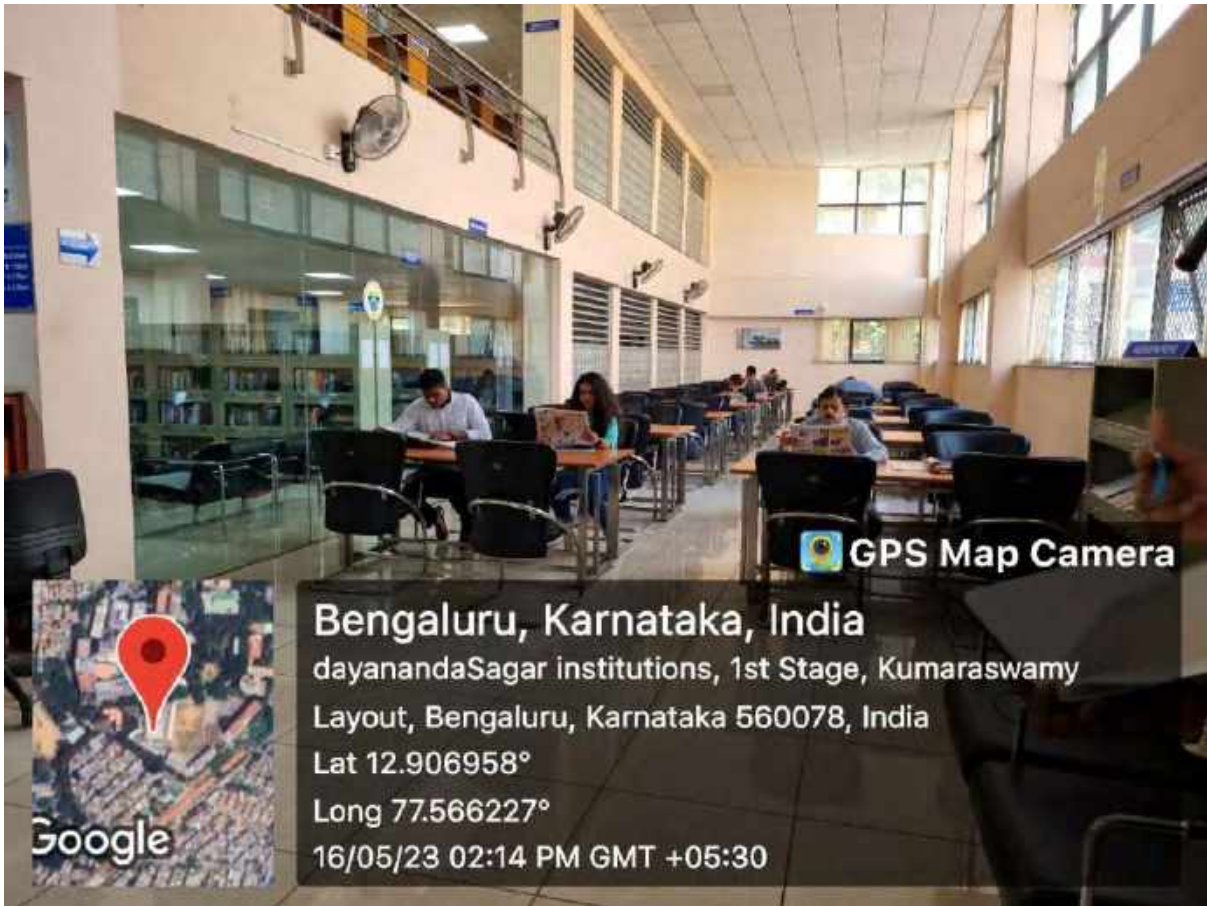 GPS Map Camera
Bengaluru, Karnataka, India
dayanandaSagar institutions, 1st Stage, Kumaraswamy
Layout, Bengaluru, Karnataka 560078, India
Lat 12.906958°
Long 77.566227°
16/05/23 02:14 PM GMT +05:30
Google